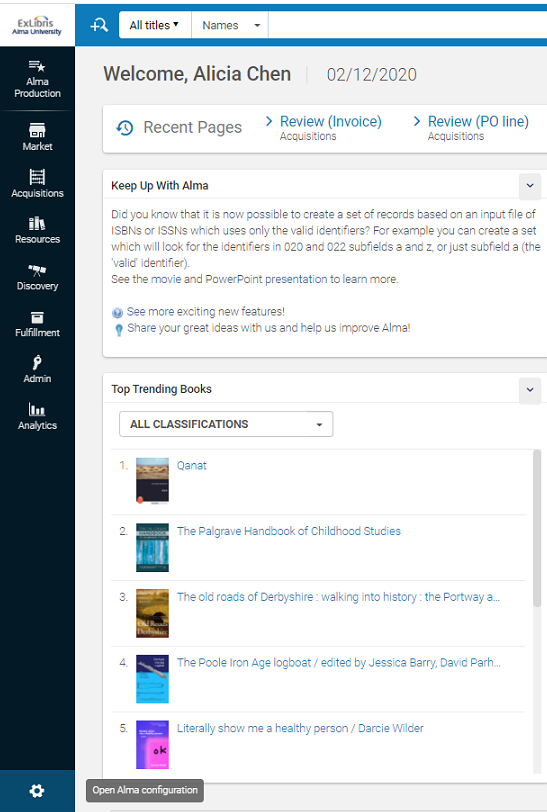 ExLibris
Alma University
All titles
Names
Alma
Production
Market
Acquisitions
Resources
Discovery
Fulfillment
Admin
Analytics
Welcome, Alicia Chen
02/12/2020
Recent Pages
Review (Invoice)
Acquisitions
Review (PO line)
Acquisitions
Keep Up With Alma
Did you know that it is now possible to create a set of records based on an input file of
ISBNs or ISSNs which uses only the valid identifiers? For example you can create a set
which will look for the identifiers in 020 and 022 subfields a and z, or just subfield a (the
'valid' identifier).
See the movie and PowerPoint presentation to learn more.
See more exciting new features!
Share your great ideas with us and help us improve Alma!
Top Trending Books
ALL CLASSIFICATIONS
1. Qanat
2. The Palgrave Handbook of Childhood Studies
3. The old roads of Derbyshire : walking into history : the Portway a...
Old Roads
Derbyshire
4. The Poole Iron Age logboat / edited by Jessica Barry, David Parh...
5. Literally show me a healthy person / Darcie Wilder
ok
Open Alma configuration